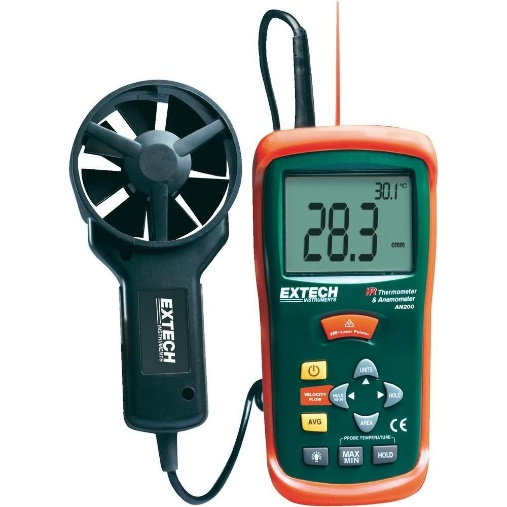 30.1°C
28.3
cmm
EXTECH
INSTRUMENTS
IR Thermometer
& Anemometer
AN200
IR • Laser Pointer
UNITS
VELOCITY
FLOW
MAX
MIN
HOLD
AVG
AREA
CE
PROBE TEMPERATURE
MAX
MIN
HOLD
EXTECH
INSTRUMENTS